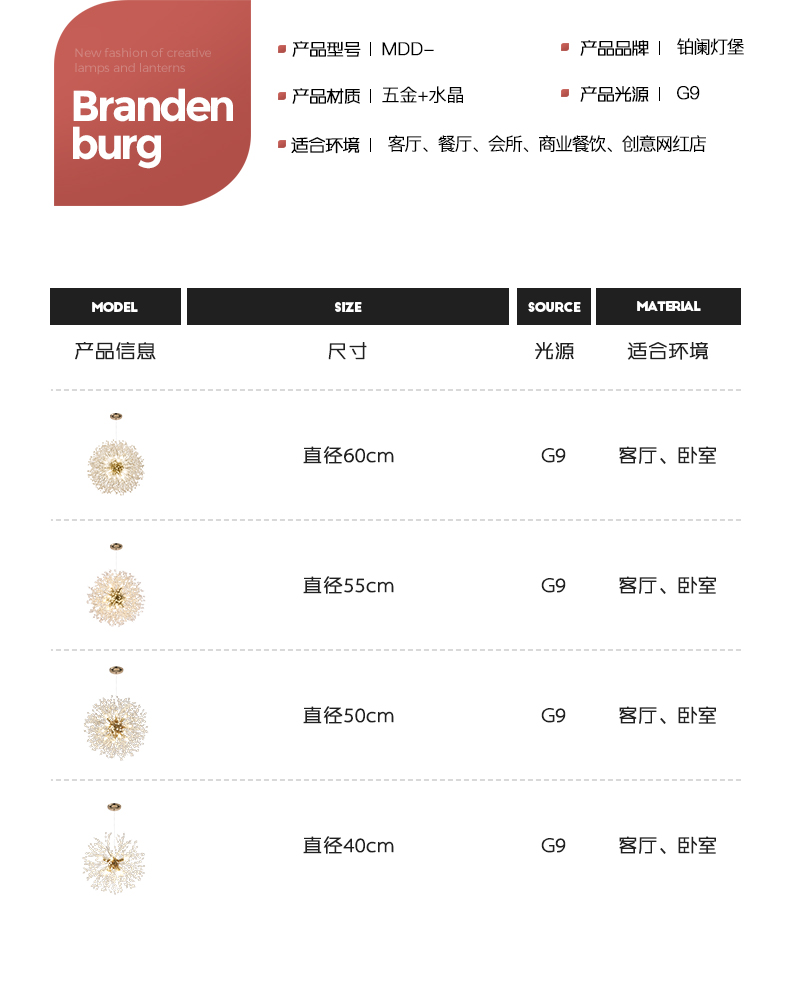 New fashion of creative
lamps and lanterns
Branden
burg
产品型号 | MDD-
产品品牌 | 铂阑灯堡
产品材质 | 五金+水晶
产品光源 | G9
适合环境 | 客厅、餐厅、会所、商业餐饮、创意网红店
MODEL SIZE SOURCE MATERIAL
产品信息 尺寸 光源 适合环境
直径60cm G9 客厅、卧室
直径55cm G9 客厅、卧室
直径50cm G9 客厅、卧室
直径40cm G9 客厅、卧室